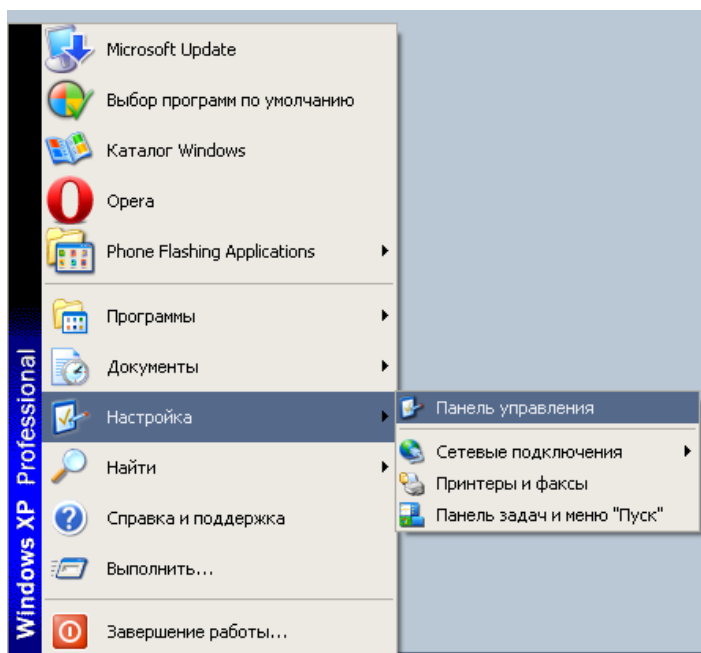 Microsoft Update
Выбор программ по умолчанию
Каталог Windows
Opera
Phone Flashing Applications
Программы
Документы
Настройка
Найти
Справка и поддержка
Выполнить...
Завершение работы...
Панель управления
Сетевые подключения
Принтеры и факсы
Панель задач и меню "Пуск"
Windows XP Professional